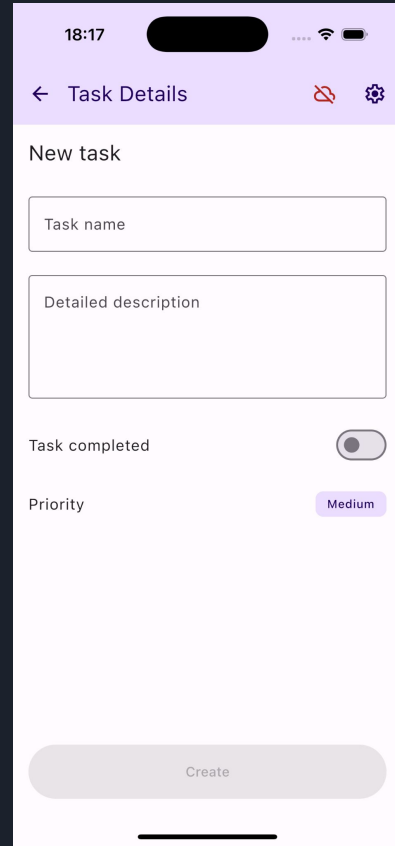 18:17
Task Details
New task
Task name
Detailed description
Task completed
Priority
Medium
Create